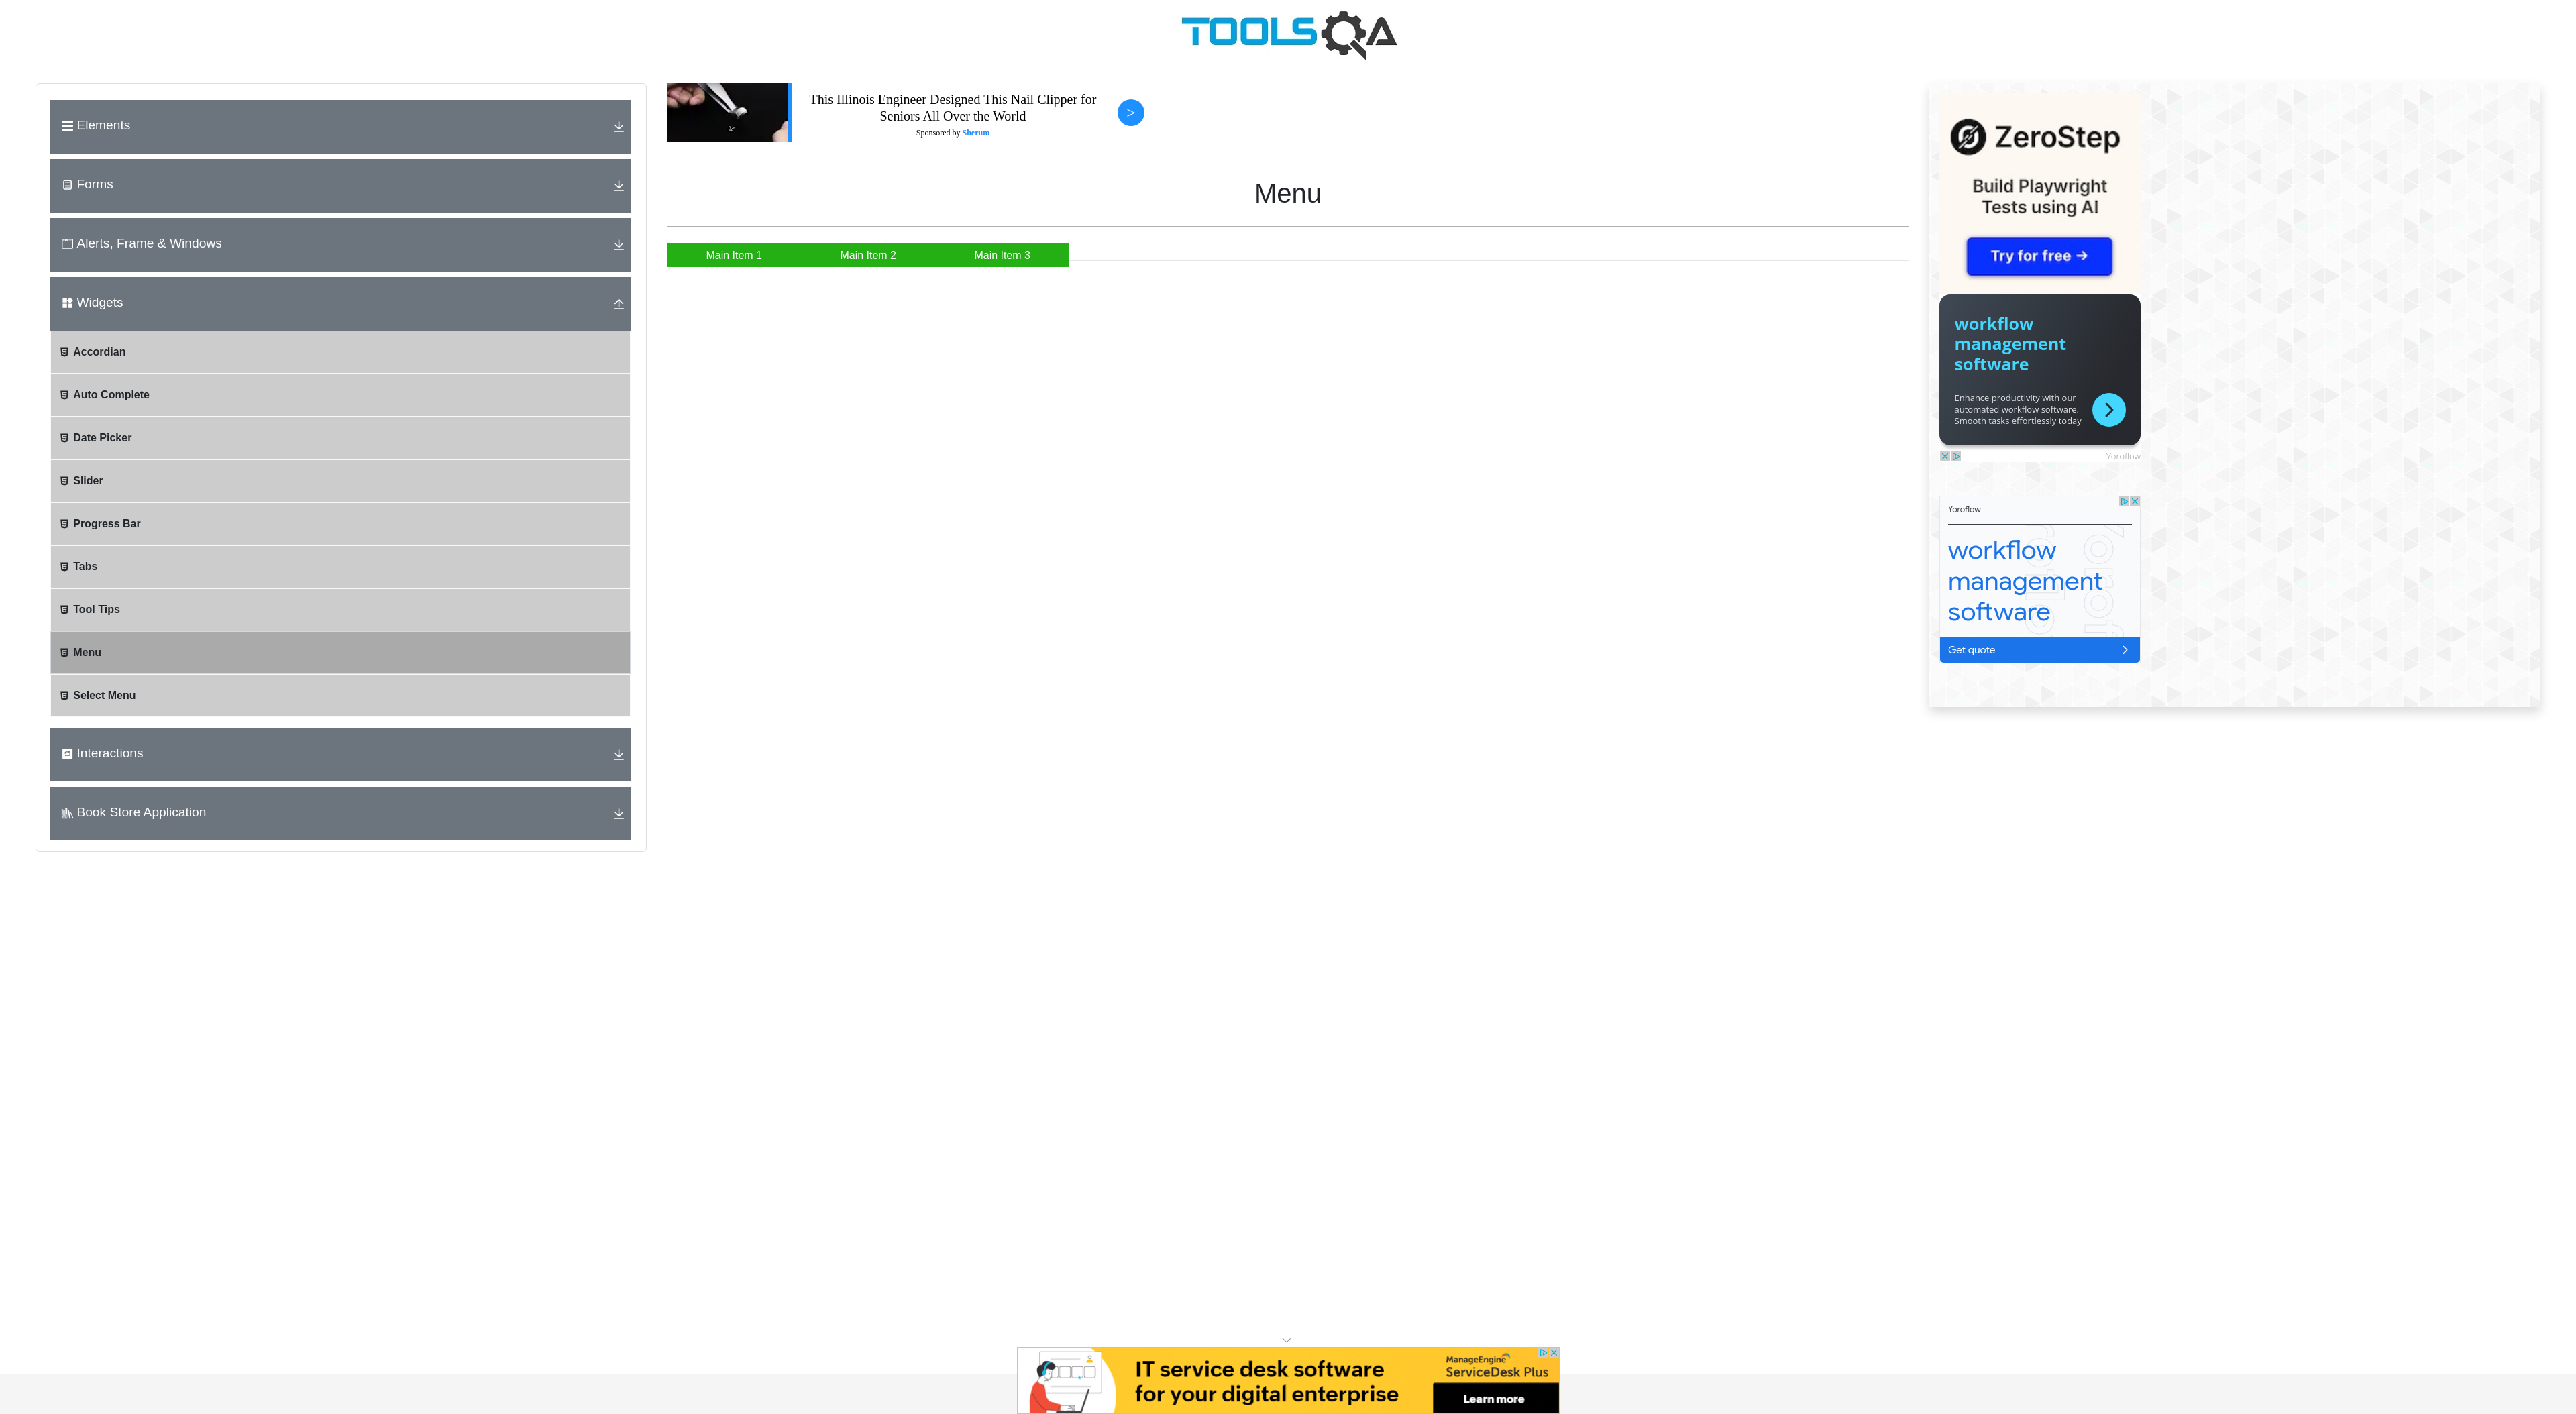 TOOLSQA
Elements
Forms
Alerts, Frame & Windows
Widgets
Accordian
Auto Complete
Date Picker
Slider
Progress Bar
Tabs
Tool Tips
Menu
Select Menu
Interactions
Book Store Application
This Illinois Engineer Designed This Nail Clipper for
Seniors All Over the World
Sponsored by Sherum
>
Menu
Main Item 1 Main Item 2 Main Item 3
ZeroStep
Build Playwright
Tests using AI
Try for free →
workflow
management
software
Enhance productivity with our
automated workflow software.
Smooth tasks effortlessly today
Yoroflow
Yoroflow
workflow
management
software
Get quote
IT service desk software
for your digital enterprise
ManageEngine
ServiceDesk Plus
Learn more